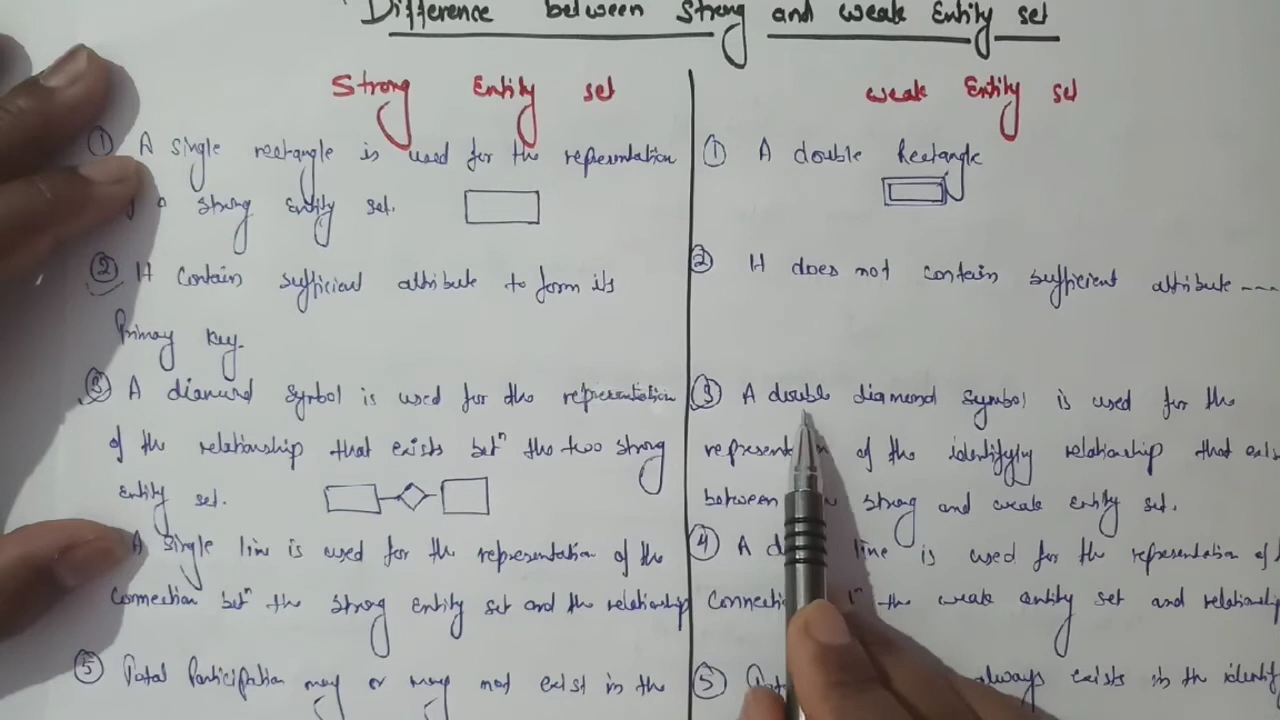 Difference between Strong and weak Entity set
Strong Entity set
① A single rectangle is used for the representation
a strong Entity set.
② It contain sufficient attribute to form its
Primary key.
③ A diamond symbol is used for the representation
of the relationship that exists betⁿ the two strong
Entity set.
A single line is used for the representation of the
connection betⁿ the strong entity set and the relationship
⑤ Total Participation may or may not exist in the
weak Entity set
① A double Rectangle
② It does not contain sufficient attribute ----
③ A double diamond symbol is used for the
of the identifying relationship that
between strong and weak entity set.
④ A line is used for the representation of
the weak entity set and
⑤ always exists in the